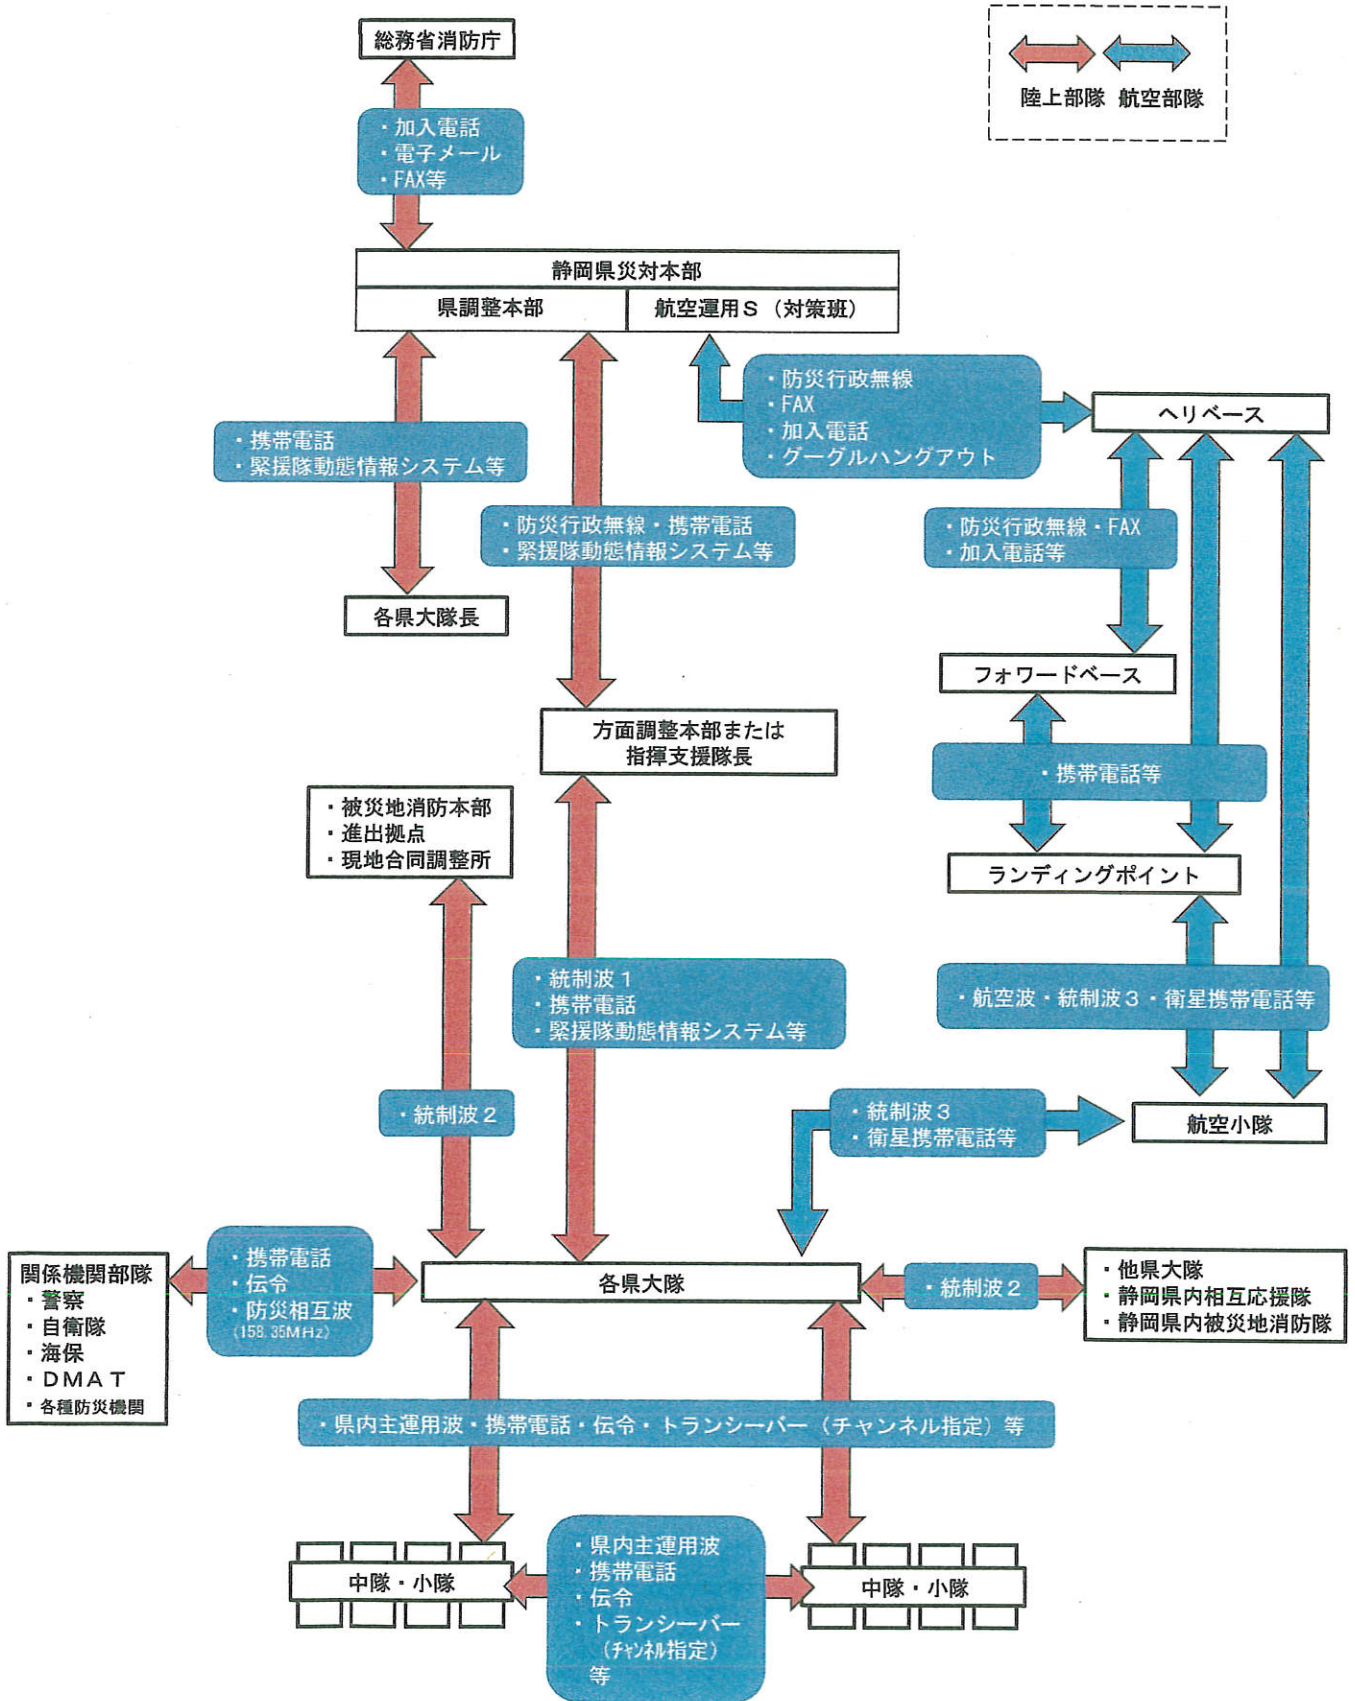 総務省消防庁
陸上部隊 航空部隊
・加入電話
・電子メール
・FAX等
静岡県災対本部
県調整本部
航空運用S（対策班）
・防災行政無線
・FAX
・加入電話
・グーグルハングアウト
ヘリベース
・携帯電話
・緊援隊動態情報システム等
・防災行政無線・携帯電話
・緊援隊動態情報システム等
・防災行政無線・FAX
・加入電話等
各県大隊長
フォワードベース
方面調整本部または
指揮支援隊長
・携帯電話等
・被災地消防本部
・進出拠点
・現地合同調整所
ランディングポイント
・統制波1
・携帯電話
・緊援隊動態情報システム等
・航空波・統制波3・衛星携帯電話等
・統制波2
・統制波3
・衛星携帯電話等
航空小隊
関係機関部隊
・警察
・自衛隊
・海保
・DMAT
・各種防災機関
・携帯電話
・伝令
・防災相互波
(158.35MHz)
各県大隊
・統制波2
・他県大隊
・静岡県内相互応援隊
・静岡県内被災地消防隊
・県内主運用波・携帯電話・伝令・トランシーバー（チャンネル指定）等
中隊・小隊
・県内主運用波
・携帯電話
・伝令
・トランシーバー
（チャンネル指定）
等
中隊・小隊